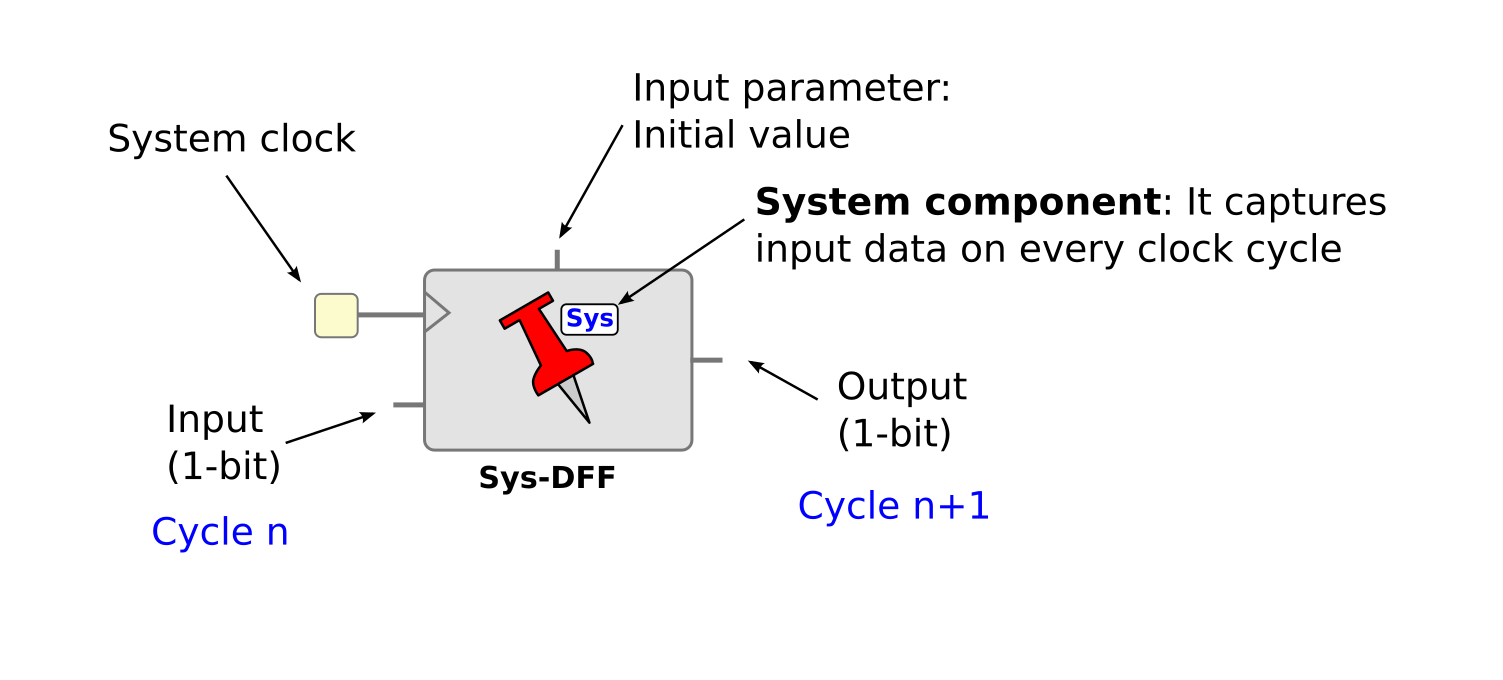 Input parameter:
Initial value
System clock
System component: It captures
input data on every clock cycle
Sys
Input
(1-bit)
Output
(1-bit)
Sys-DFF
Cycle n
Cycle n+1